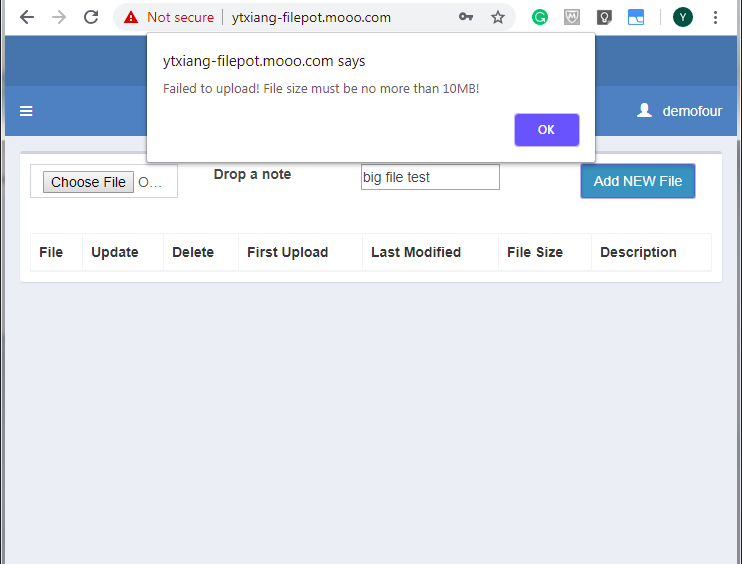 Not secure ytxiang-filepot.mooo.com
Y
ytxiang-filepot.mooo.com says
Failed to upload! File size must be no more than 10MB!
OK
demofour
Choose File O... Drop a note big file test Add NEW File
File Update Delete First Upload Last Modified File Size Description